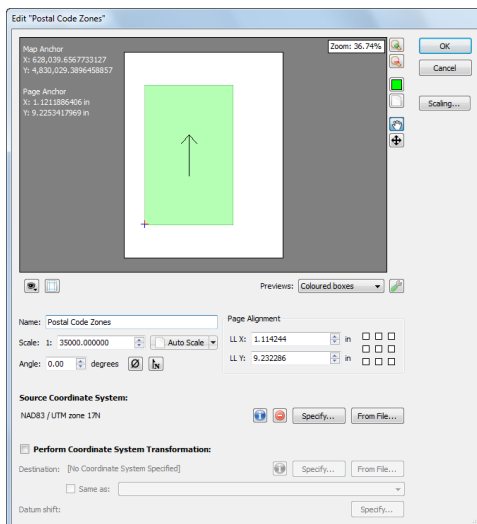 Edit "Postal Code Zones"
Map Anchor
X: 628,039.6567733127
Y: 4,830,029.3896458857
Page Anchor
X: 1.1211886406 in
Y: 9.2253417969 in
Zoom: 36.74%
OK
Cancel
Scaling...
Previews: Coloured boxes
Name: Postal Code Zones
Scale: 1: 35000.000000 Auto Scale
Angle: 0.00 degrees Ø N
Page Alignment
LL X: 1.114244 in
LL Y: 9.232286 in
Source Coordinate System:
NAD83 / UTM zone 17N Specify... From File...
Perform Coordinate System Transformation:
Destination: [No Coordinate System Specified] Specify... From File...
Same as:
Datum shift: Specify...